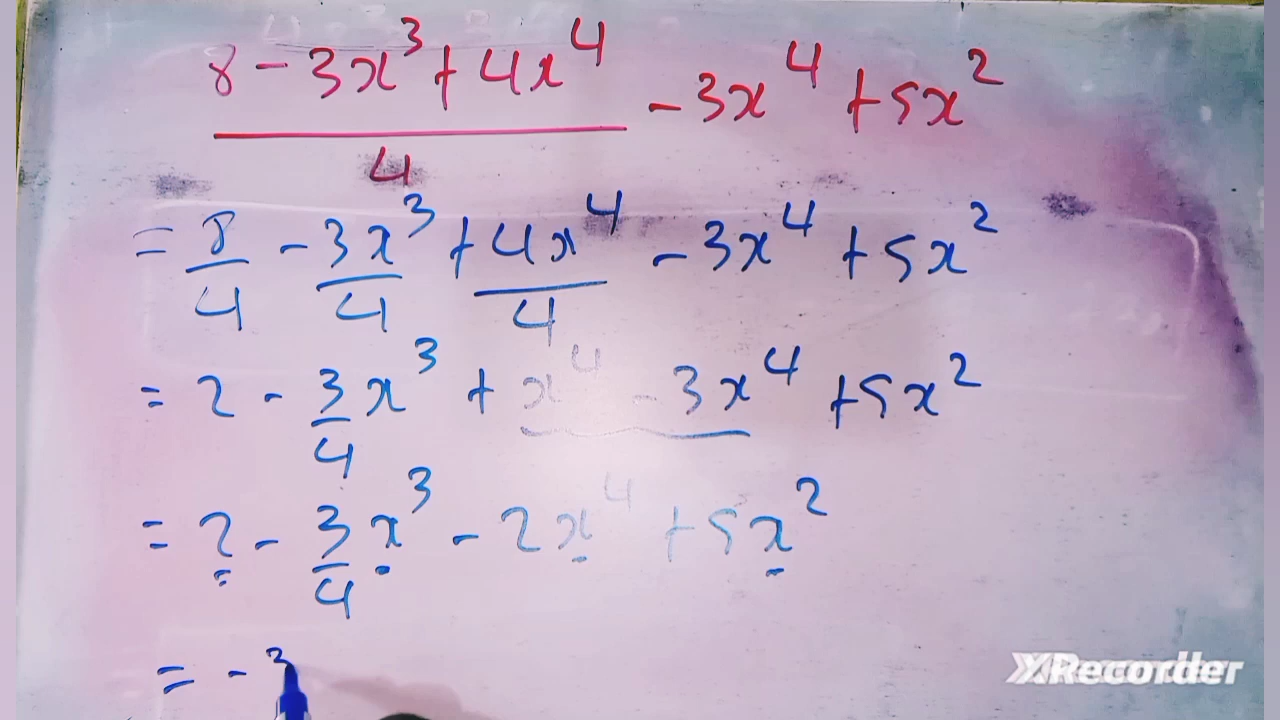 (8 - 3x³ + 4x⁴)/4 - 3x⁴ + 5x²
= 8/4 - 3x³/4 + 4x⁴/4 - 3x⁴ + 5x²
= 2 - 3/4 x³ + x⁴ - 3x⁴ + 5x²
= 2 - 3/4 x³ - 2x⁴ + 5x²
= - 3
XRecorder